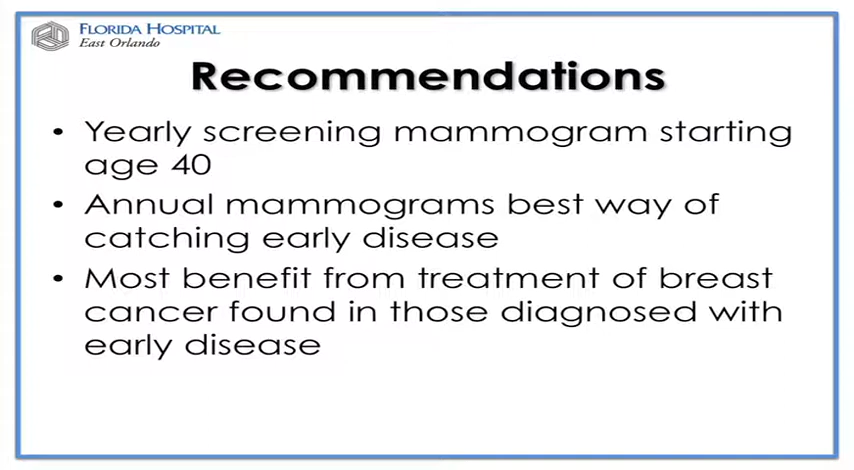 FLORIDA HOSPITAL
East Orlando
Recommendations
• Yearly screening mammogram starting
age 40
• Annual mammograms best way of
catching early disease
• Most benefit from treatment of breast
cancer found in those diagnosed with
early disease